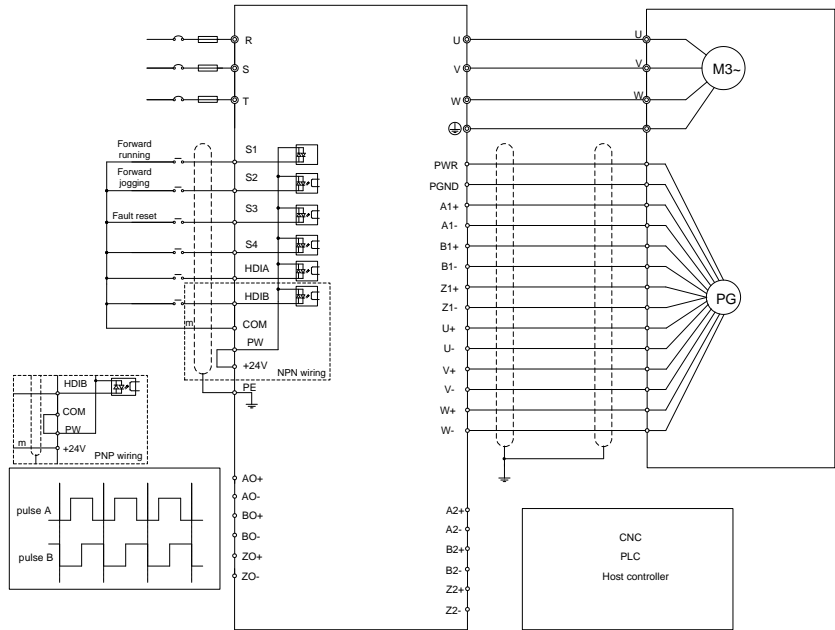 R
S
T
U
V
W
U
V
W
M3~
Forward
running
S1
Forward
jogging
S2
Fault reset
S3
S4
HDIA
HDIB
m
COM
PW
+24V
NPN wiring
PE
PWR
PGND
A1+
A1-
B1+
B1-
Z1+
Z1-
U+
U-
V+
V-
W+
W-
PG
HDIB
COM
PW
m
+24V
PNP wiring
pulse A
pulse B
AO+
AO-
BO+
BO-
ZO+
ZO-
A2+
A2-
B2+
B2-
Z2+
Z2-
CNC
PLC
Host controller